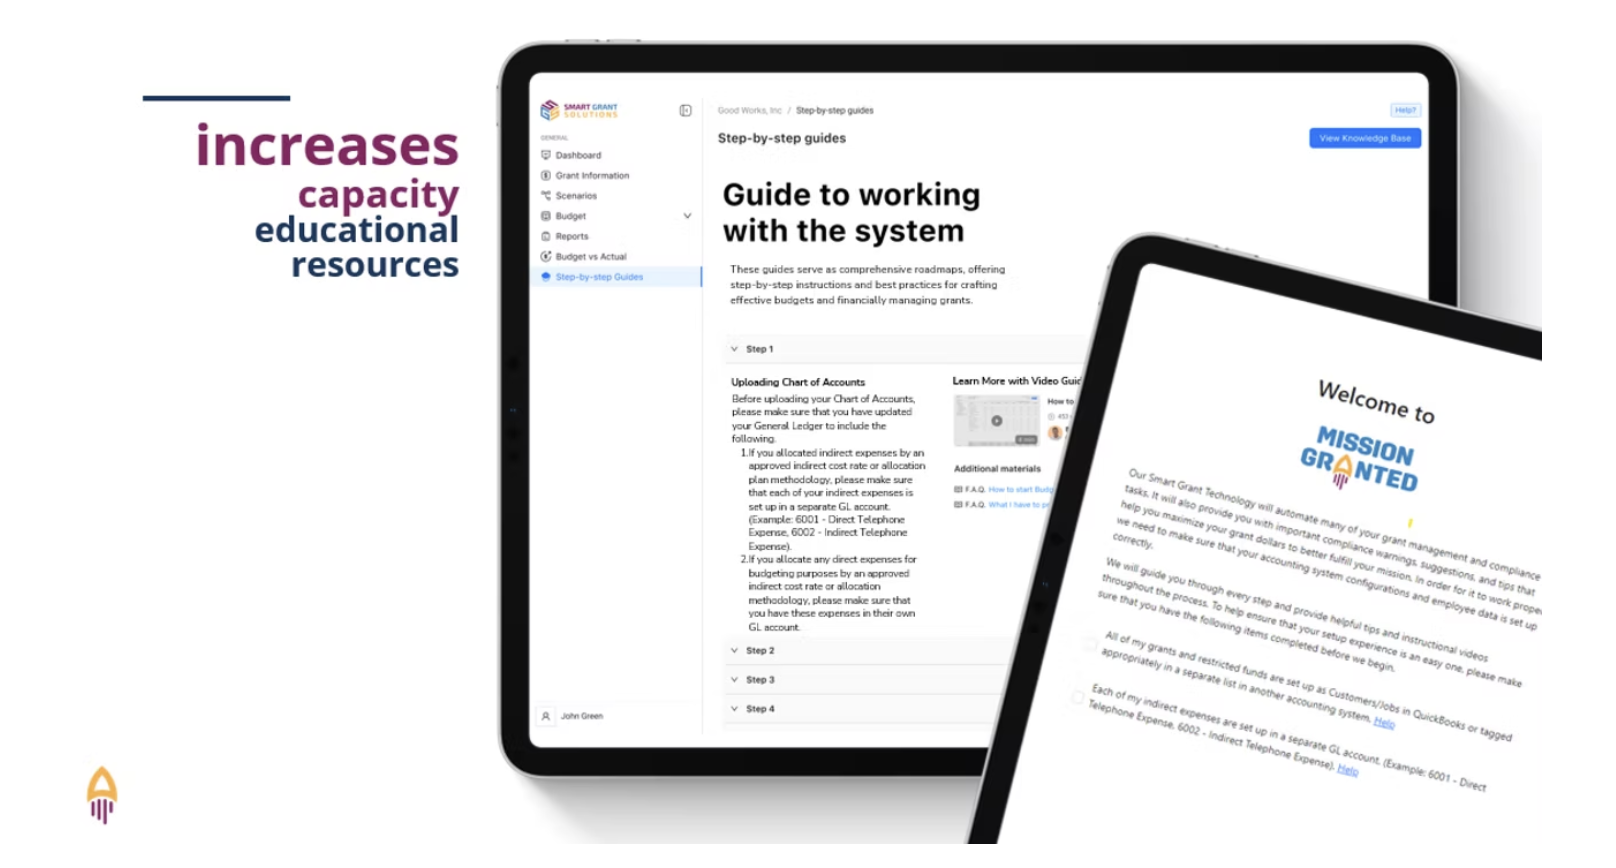 increases
capacity
educational
resources
SMART GRANT
SOLUTIONS
GENERAL
Dashboard
Grant Information
Scenarios
Budget
Reports
Budget vs Actual
Step-by-step Guides
John Green
Good Works, Inc / Step-by-step guides
Help?
Step-by-step guides
View Knowledge Base
Guide to working
with the system
These guides serve as comprehensive roadmaps, offering
step-by-step instructions and best practices for crafting
effective budgets and financially managing grants.
Step 1
Uploading Chart of Accounts
Before uploading your Chart of Accounts,
please make sure that you have updated
your General Ledger to include the
following.
1.If you allocated indirect expenses by an
approved indirect cost rate or allocation
plan methodology, please make sure
that each of your indirect expenses is
set up in a separate GL account.
(Example: 6001 - Direct Telephone
Expense, 6002 - Indirect Telephone
Expense).
2.If you allocate any direct expenses for
budgeting purposes by an approved
indirect cost rate or allocation
methodology, please make sure that
you have these expenses in their own
GL account.
Learn More with Video
How to
Additional materials
F.A.Q. How to start
F.A.Q. What I have to
Step 2
Step 3
Step 4
Welcome to
MISSION
GRANTED
Our Smart Grant Technology will automate many of your grant management and compliance
tasks. It will also provide you with important compliance warnings, suggestions, and tips that
help you maximize your grant dollars to better fulfill your mission. In order for it to work
we need to make sure that your accounting system configurations and employee data is set up
correctly.
We will guide you through every step and provide helpful tips and instructional videos
throughout the process. To help ensure that your setup experience is an easy one, please make
sure that you have the following items completed before we begin.
All of my grants and restricted funds are set up as Customers/Jobs in QuickBooks or tagged
appropriately in a separate list in another accounting system. Help
Each of my indirect expenses are set up in a separate GL account. (Example: 6001 - Direct
Telephone Expense, 6002 - Indirect Telephone Expense). Help